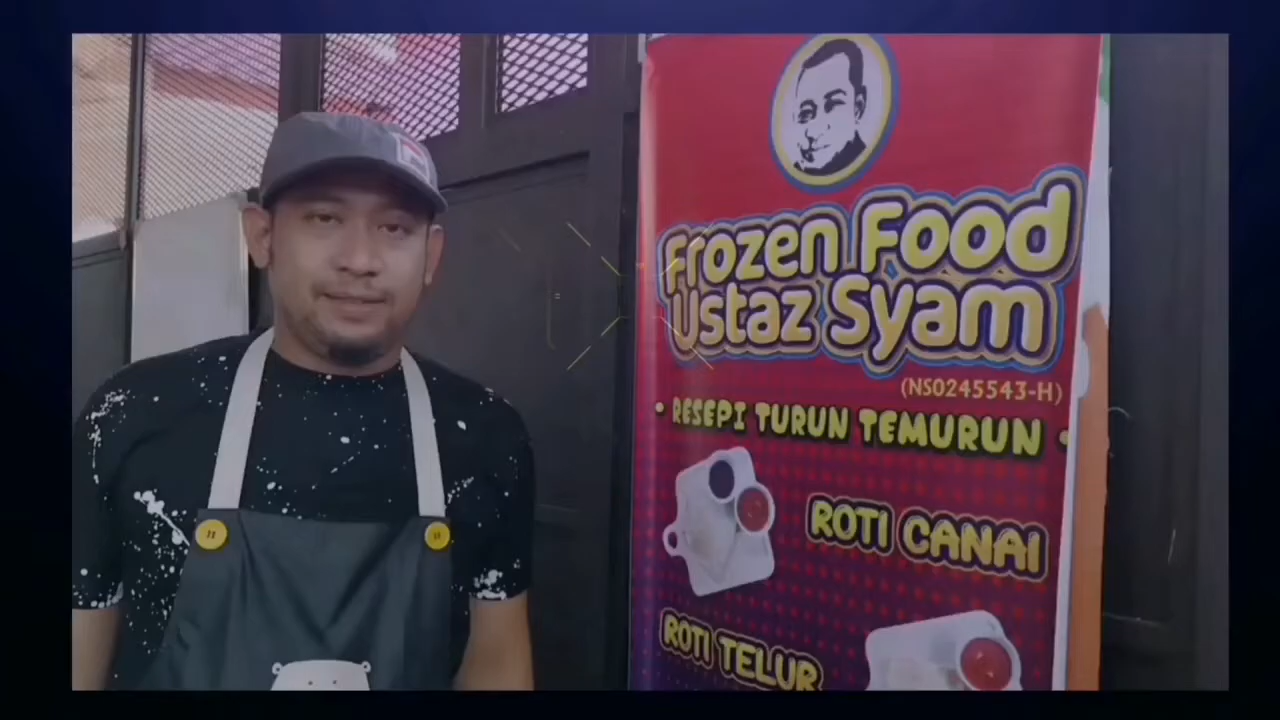 Frozen Food
Ustaz Syam
(NS0245543-H)
• RESEPI TURUN TEMURUN •
ROTI CANAI
ROTI TELUR